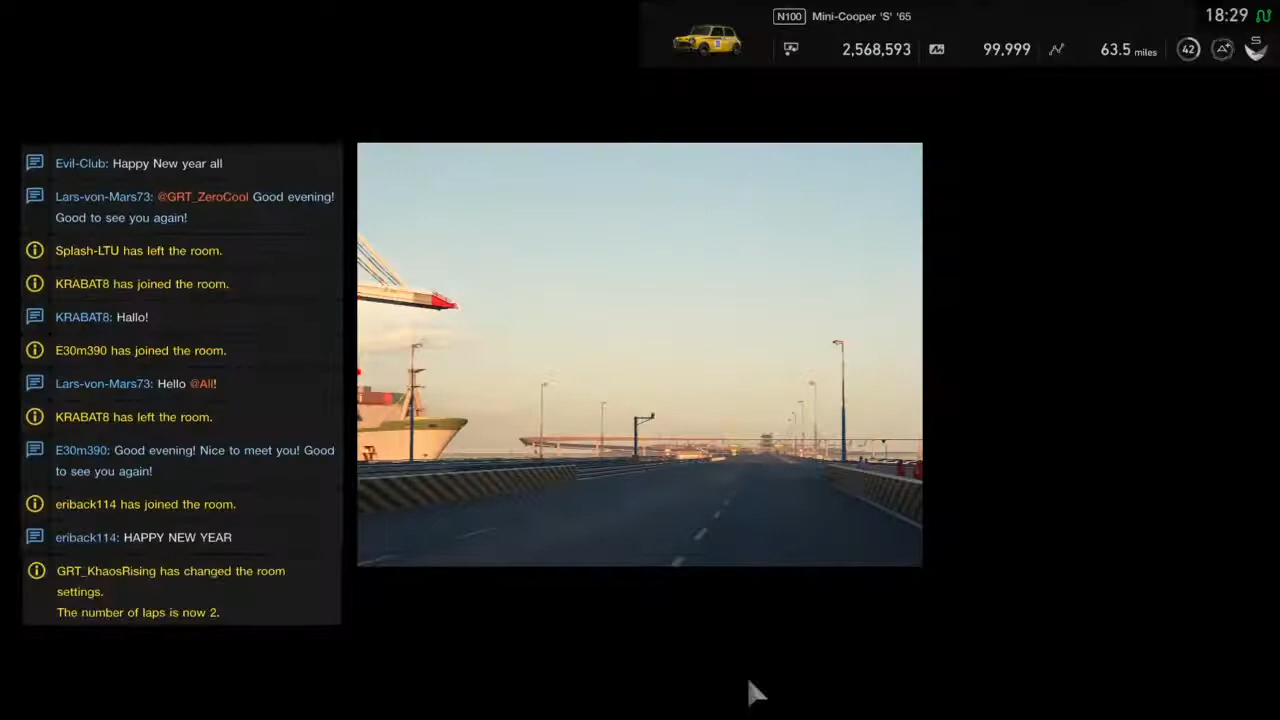 N100 Mini-Cooper 'S' '65
18:29
2,568,593 99,999 63.5 miles 42 S
Evil-Club: Happy New year all
Lars-von-Mars73: @GRT_ZeroCool Good evening!
Good to see you again!
Splash-LTU has left the room.
KRABAT8 has joined the room.
KRABAT8: Hallo!
E30m390 has joined the room.
Lars-von-Mars73: Hello @All!
KRABAT8 has left the room.
E30m390: Good evening! Nice to meet you! Good
to see you again!
eriback114 has joined the room.
eriback114: HAPPY NEW YEAR
GRT_KhaosRising has changed the room
settings.
The number of laps is now 2.